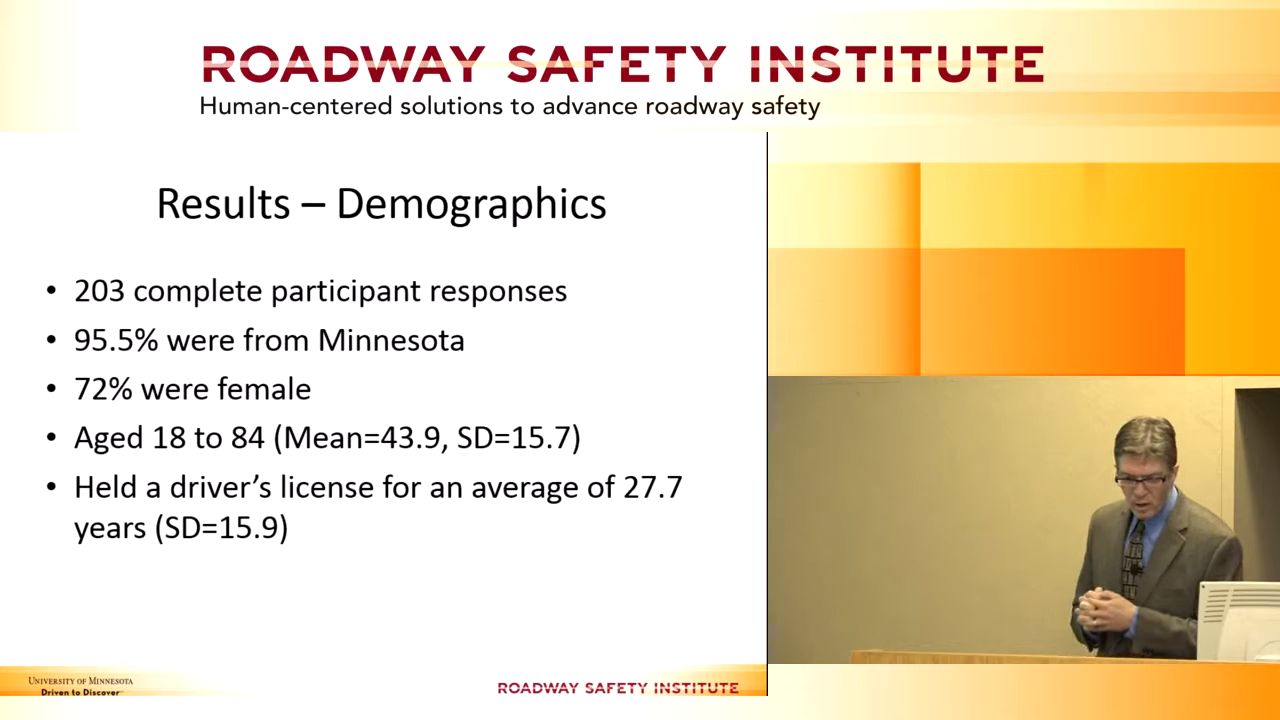 ROADWAY SAFETY INSTITUTE
Human-centered solutions to advance roadway safety
Results – Demographics
• 203 complete participant responses
• 95.5% were from Minnesota
• 72% were female
• Aged 18 to 84 (Mean=43.9, SD=15.7)
• Held a driver’s license for an average of 27.7
years (SD=15.9)
UNIVERSITY OF MINNESOTA
Driven to Discover
ROADWAY SAFETY INSTITUTE